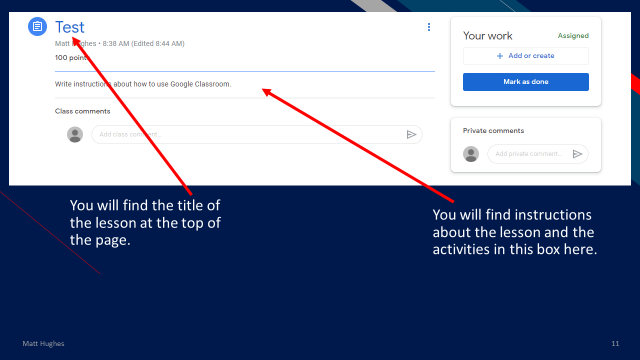 Test
Matt Hughes • 8:38 AM (Edited 8:44 AM)
100 points
Write instructions about how to use Google Classroom.
Class comments
Add class comment...
Your work Assigned
+ Add or create
Mark as done
Private comments
Add private comment...
You will find the title of
the lesson at the top of
the page.
You will find instructions
about the lesson and the
activities in this box here.
Matt Hughes
11